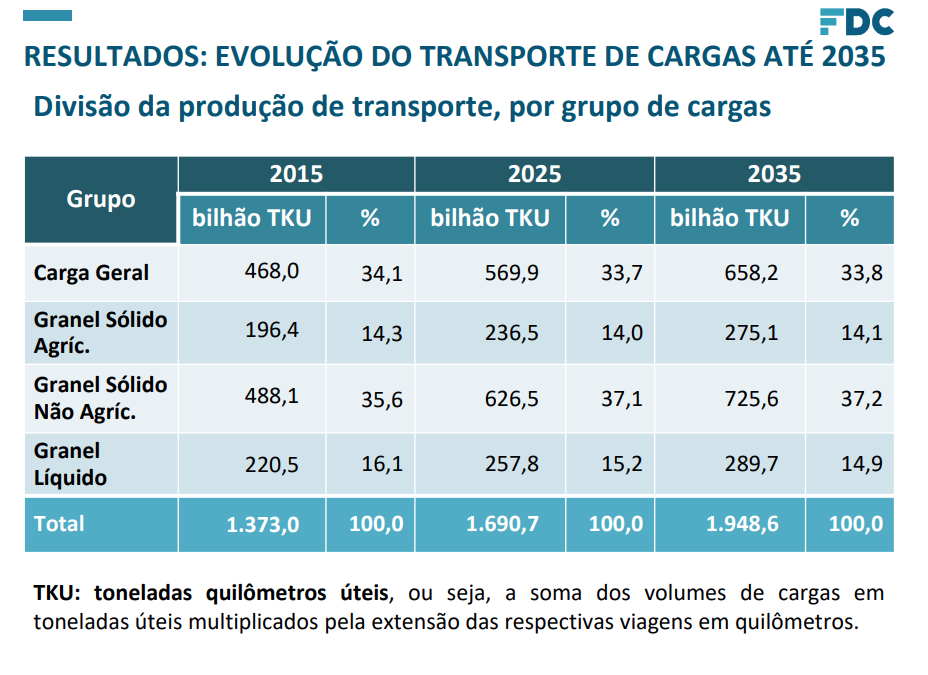 FDC
RESULTADOS: EVOLUÇÃO DO TRANSPORTE DE CARGAS ATÉ 2035
Divisão da produção de transporte, por grupo de cargas
Grupo 2015 2025 2035
bilhão TKU % bilhão TKU % bilhão TKU %
Carga Geral 468,0 34,1 569,9 33,7 658,2 33,8
Granel Sólido
Agríc. 196,4 14,3 236,5 14,0 275,1 14,1
Granel Sólido
Não Agríc. 488,1 35,6 626,5 37,1 725,6 37,2
Granel
Líquido 220,5 16,1 257,8 15,2 289,7 14,9
Total 1.373,0 100,0 1.690,7 100,0 1.948,6 100,0
TKU: toneladas quilômetros úteis, ou seja, a soma dos volumes de cargas em
toneladas úteis multiplicados pela extensão das respectivas viagens em quilômetros.